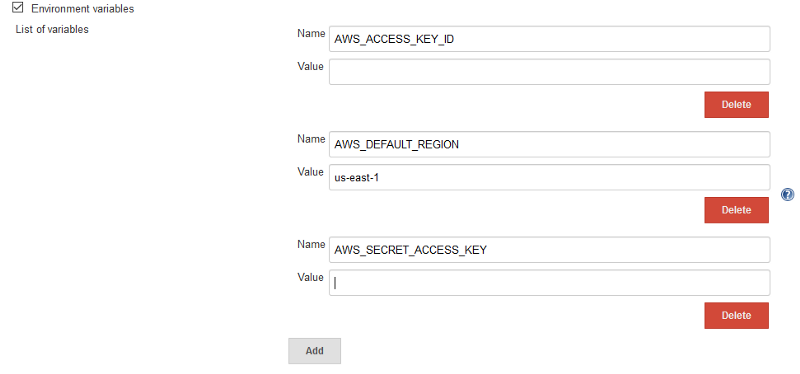 Environment variables
List of variables
Name AWS_ACCESS_KEY_ID
Value
Delete
Name AWS_DEFAULT_REGION
Value us-east-1
?
Delete
Name AWS_SECRET_ACCESS_KEY
Value
Delete
Add